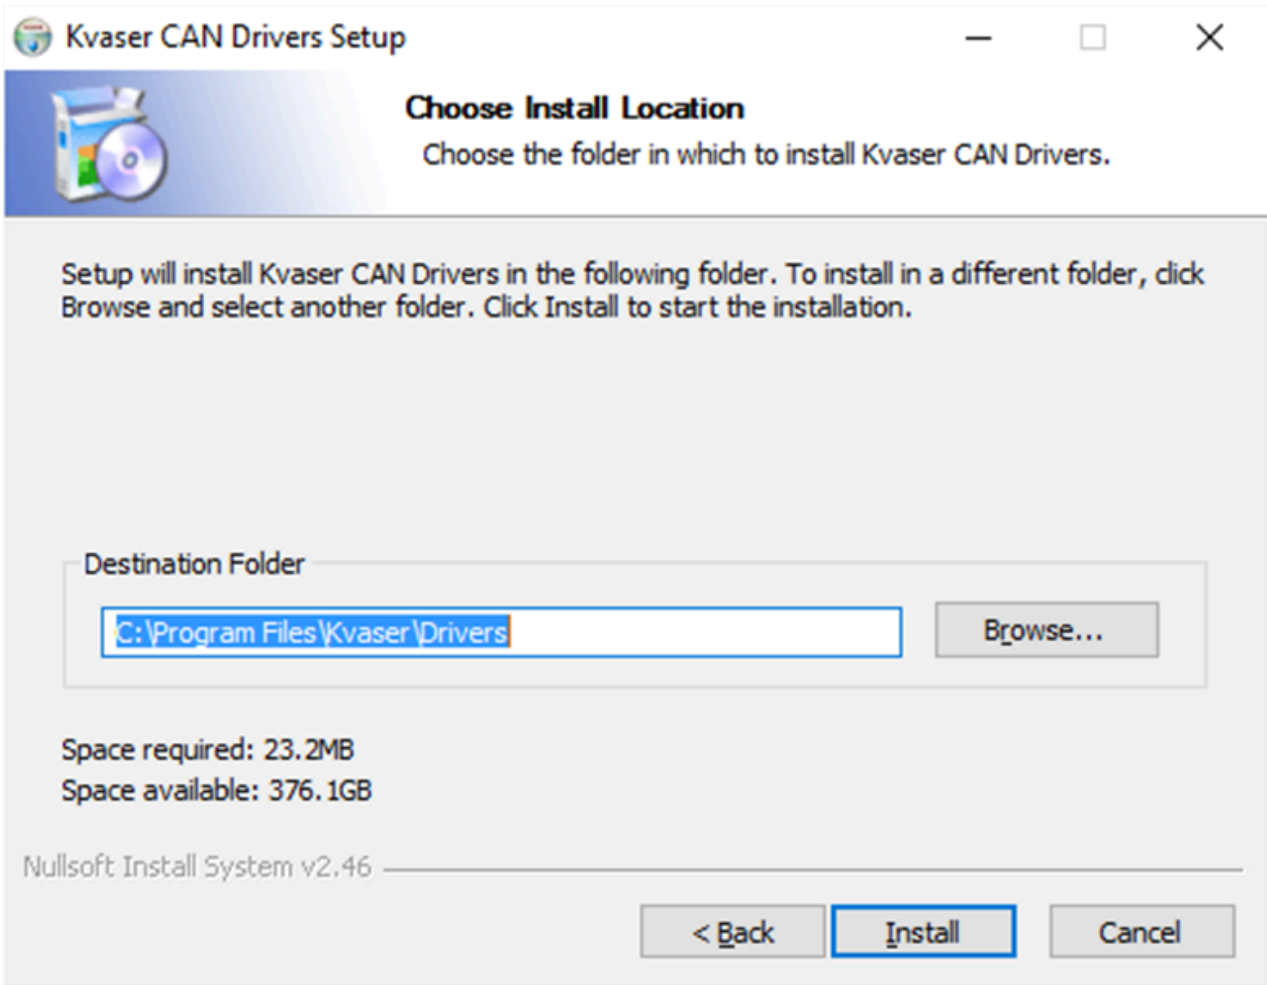 Kvaser CAN Drivers Setup
Choose Install Location
Choose the folder in which to install Kvaser CAN Drivers.
Setup will install Kvaser CAN Drivers in the following folder. To install in a different folder, click
Browse and select another folder. Click Install to start the installation.
Destination Folder
C:\Program Files\Kvaser\Drivers
Browse...
Space required: 23.2MB
Space available: 376.1GB
Nullsoft Install System v2.46
< Back
Install
Cancel